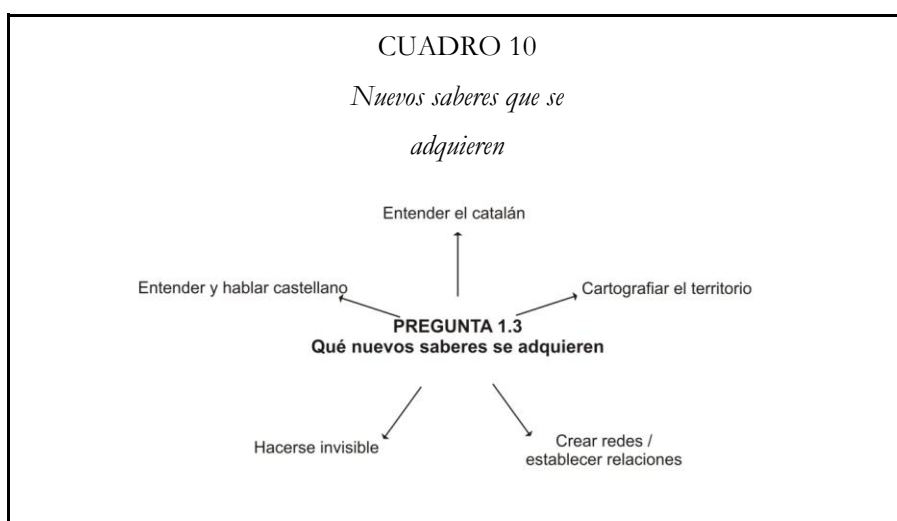 CUADRO 10
Nuevos saberes que se
adquieren
Entender el catalán
Entender y hablar castellano
Cartografiar el territorio
PREGUNTA 1.3
Qué nuevos saberes se adquieren
Hacerse invisible
Crear redes /
establecer relaciones